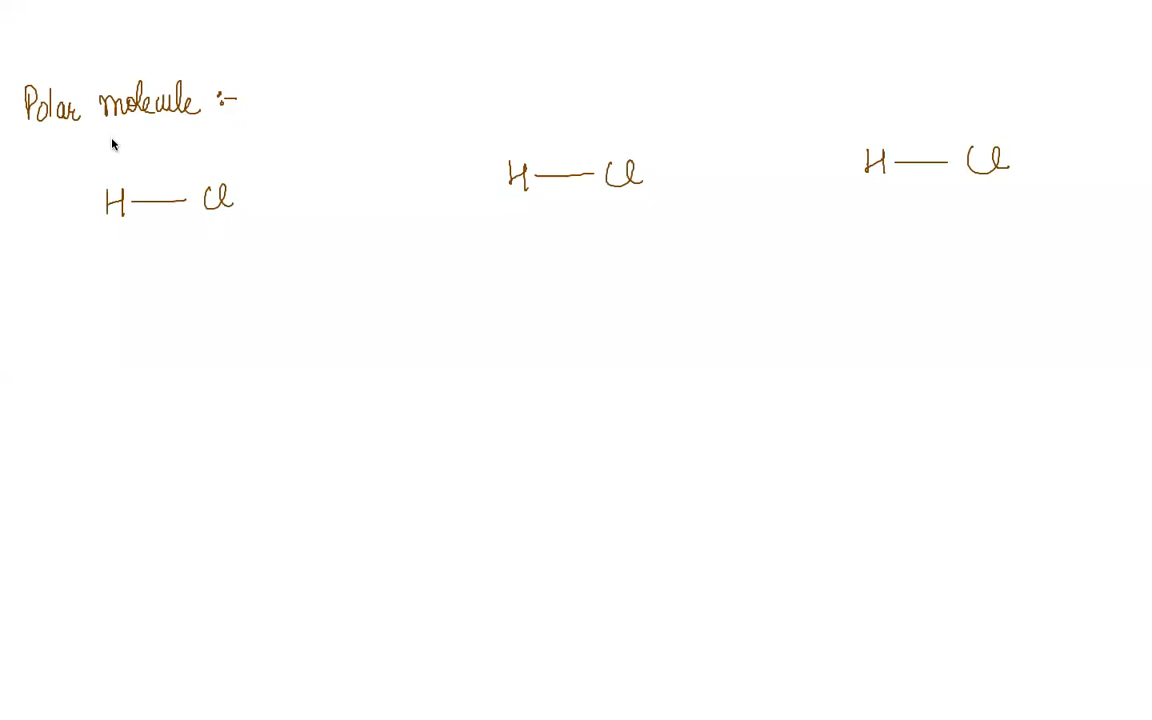 Polar molecule :-
H — Cl H — Cl H — Cl